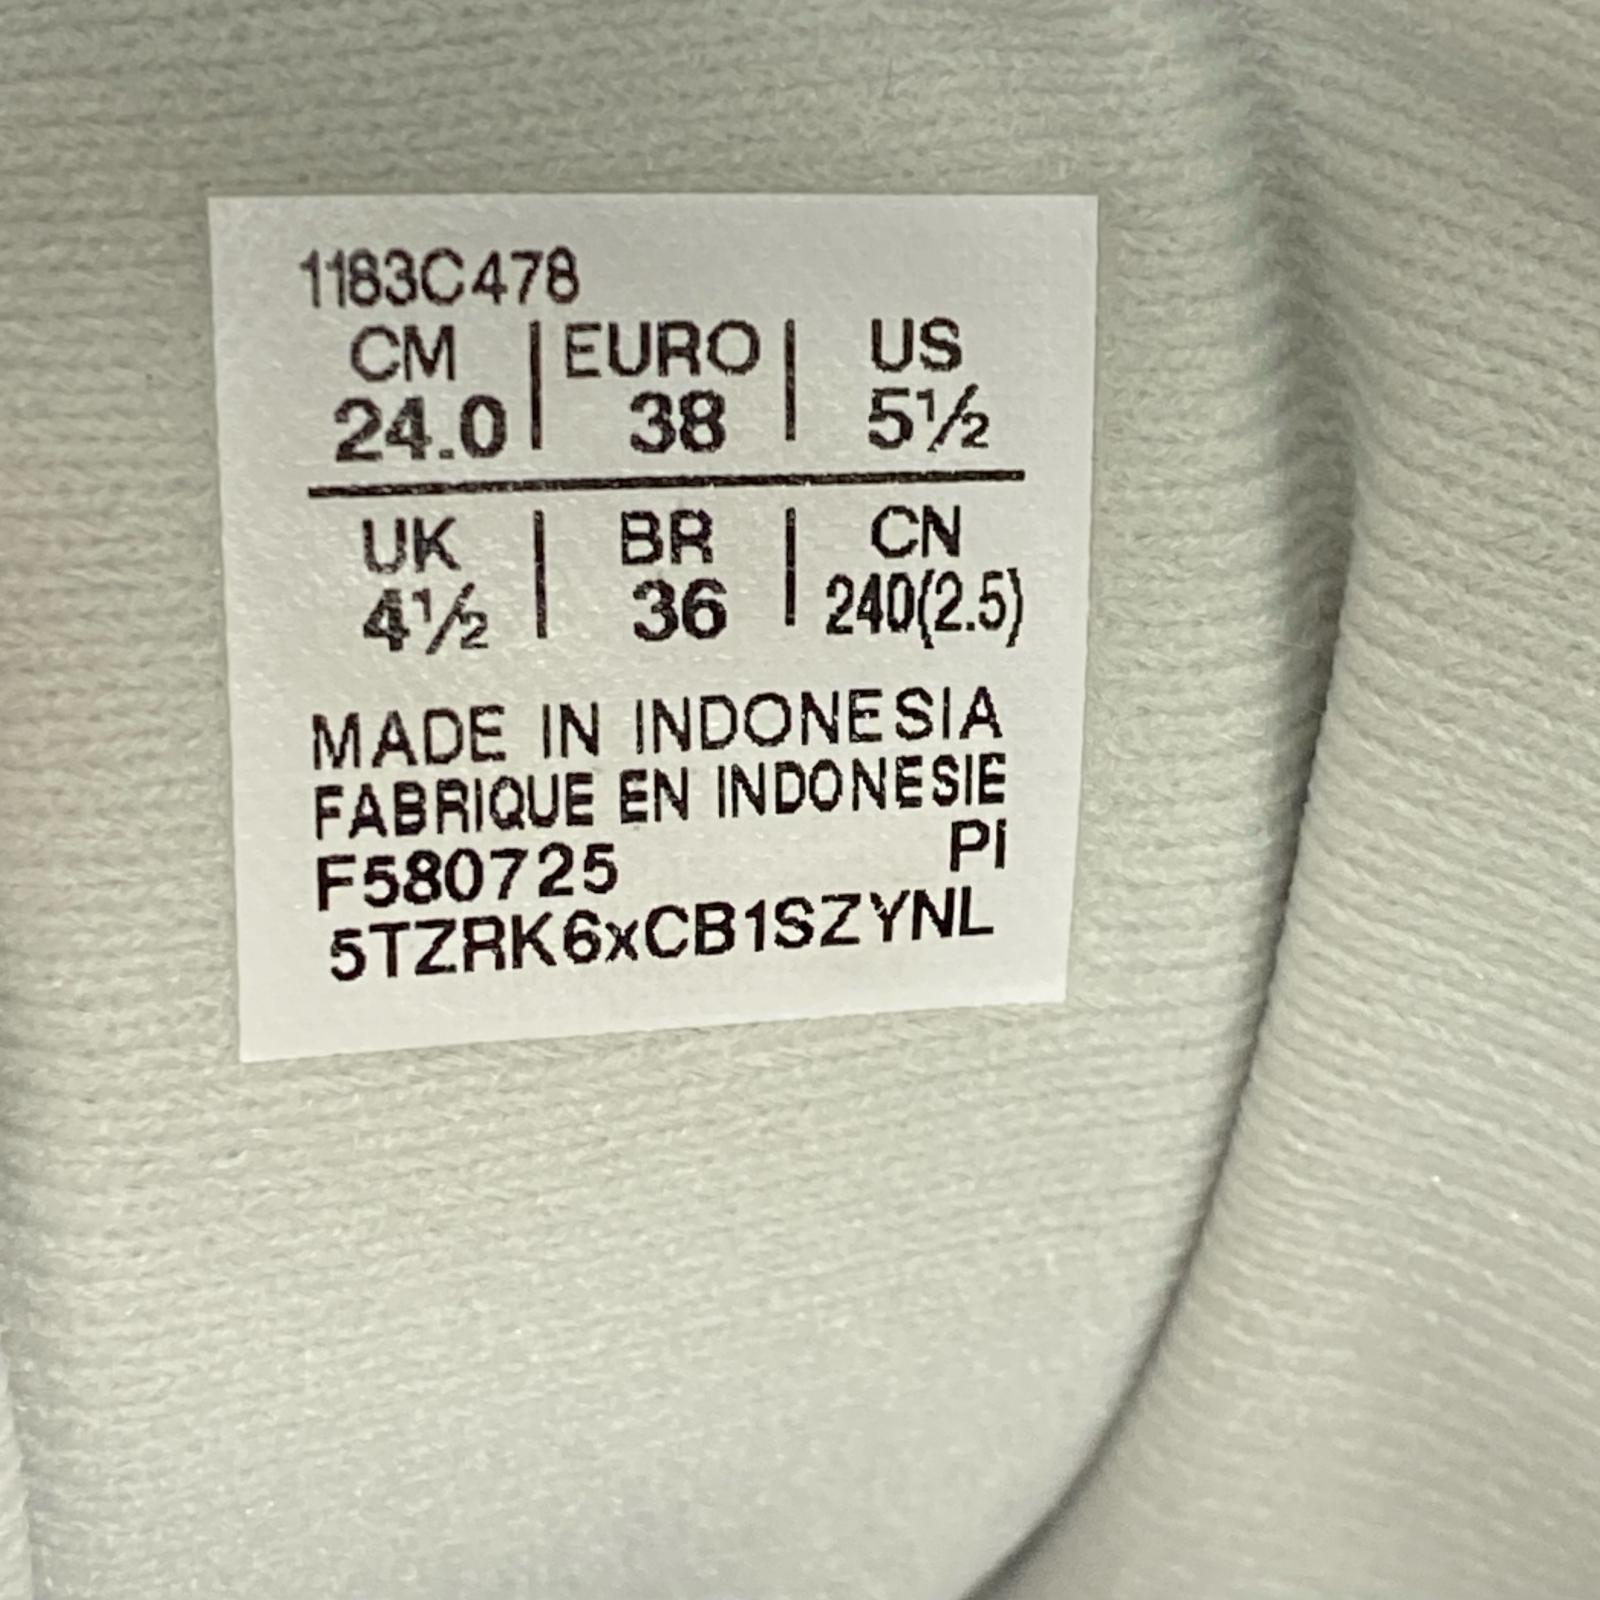 1183C478
CM | EURO | US
24.0 | 38 | 5½
UK | BR | CN
4½ | 36 | 240(2.5)
MADE IN INDONESIA
FABRIQUE EN INDONESIE
F580725 PI
5TZRK6xCB1SZYNL